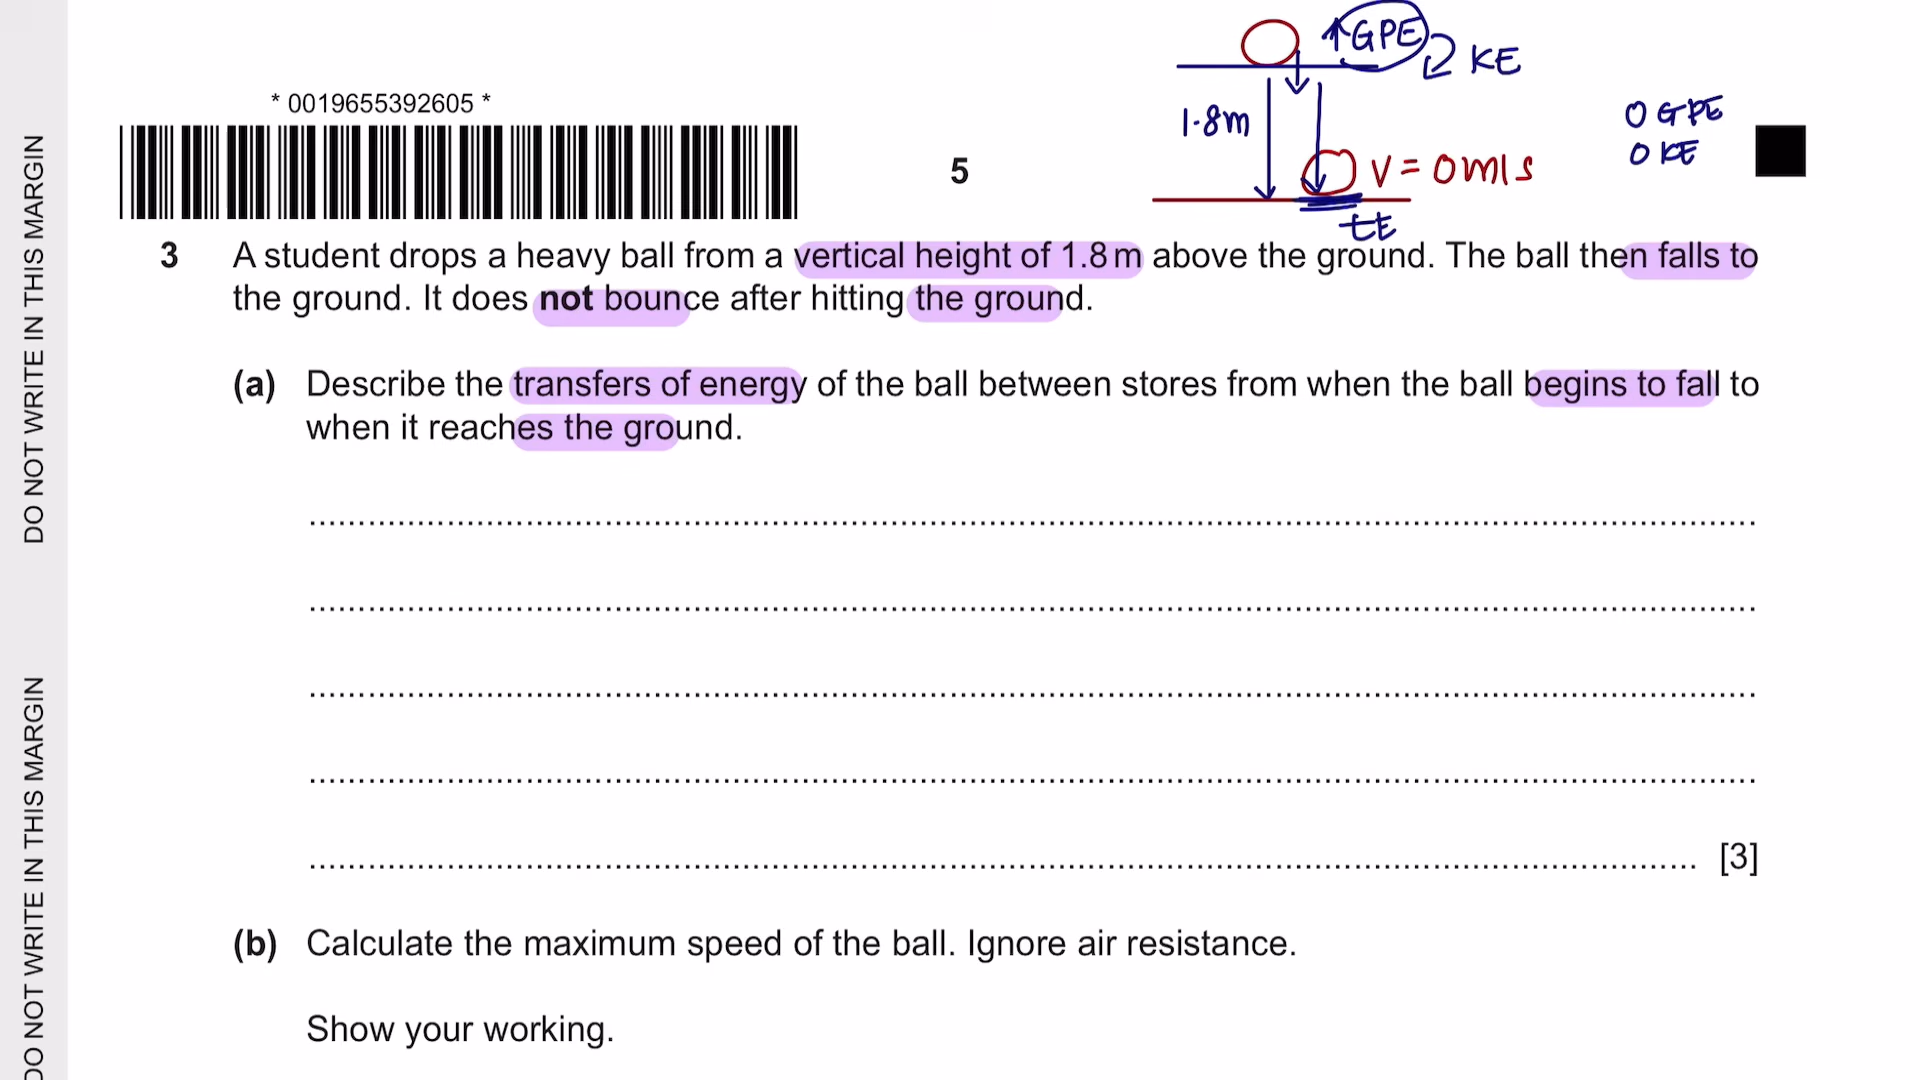 ↑GPE
KE
1.8m
0 GPE
0 KE
V = 0m/s
tE
* 0019655392605 *
5
3 A student drops a heavy ball from a vertical height of 1.8 m above the ground. The ball then falls to
the ground. It does not bounce after hitting the ground.
(a) Describe the transfers of energy of the ball between stores from when the ball begins to fall to
when it reaches the ground.
[3]
(b) Calculate the maximum speed of the ball. Ignore air resistance.
Show your working.
DO NOT WRITE IN THIS MARGIN
DO NOT WRITE IN THIS MARGIN